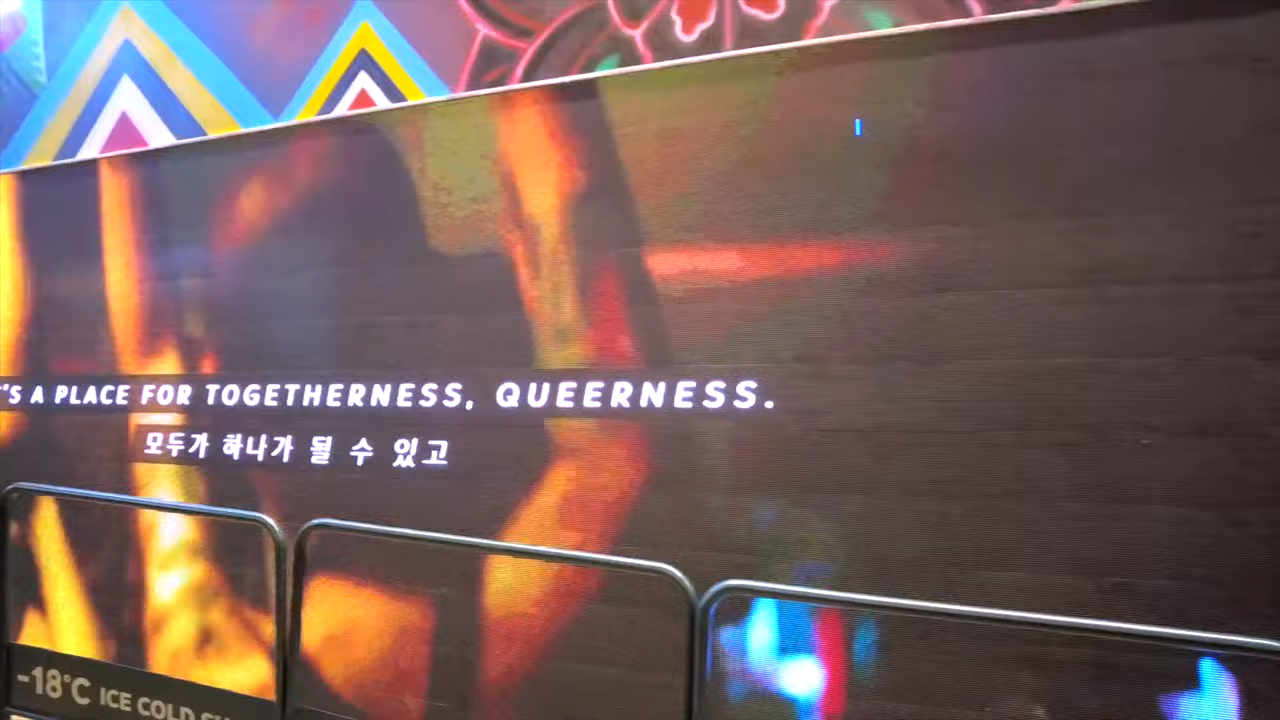 'S A PLACE FOR TOGETHERNESS, QUEERNESS.
모두가 하나가 될 수 있고
-18°C ICE COLD